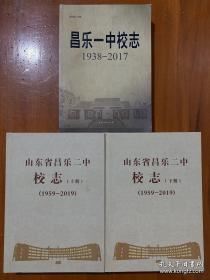 昌乐一中校志
1938-2017
山东省昌乐二中
校志（上册）
（1959-2019）
山东省昌乐二中
校志（下册）
（1959-2019）